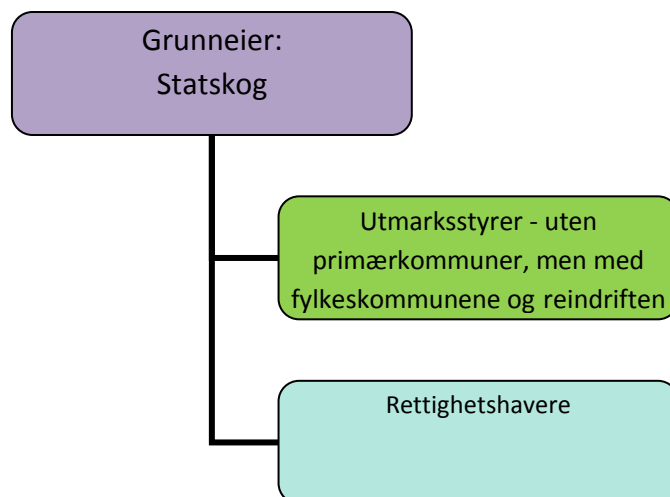 Grunneier:
Statskog
Utmarksstyrer - uten
primærkommuner, men med
fylkeskommunene og reindriften
Rettighetshavere